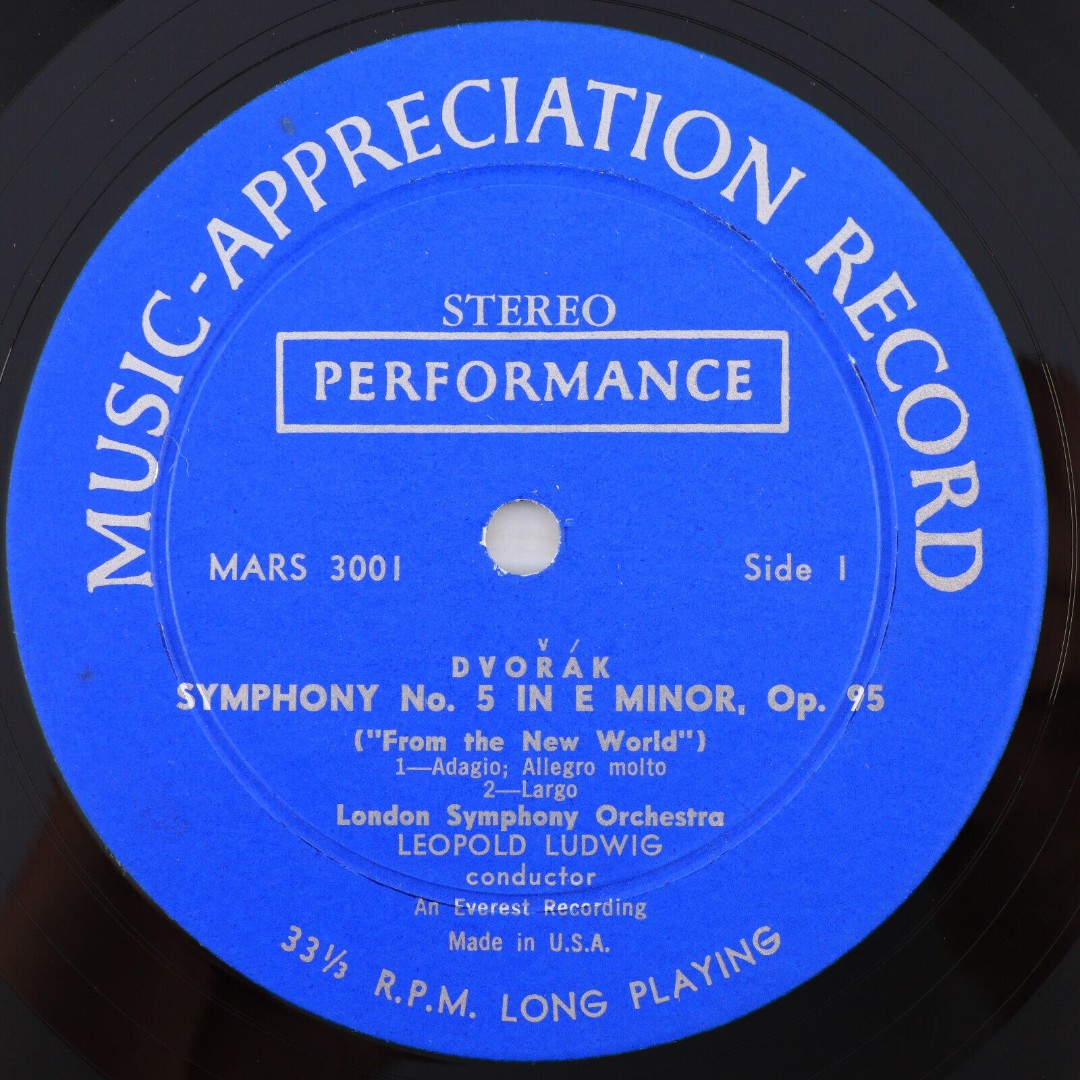 MUSIC-APPRECIATION RECORD
STEREO
PERFORMANCE
MARS 3001
Side 1
DVOŘÁK
SYMPHONY No. 5 IN E MINOR, Op. 95
("From the New World")
1—Adagio; Allegro molto
2—Largo
London Symphony Orchestra
LEOPOLD LUDWIG
conductor
An Everest Recording
Made in U.S.A.
33⅓ R.P.M. LONG PLAYING